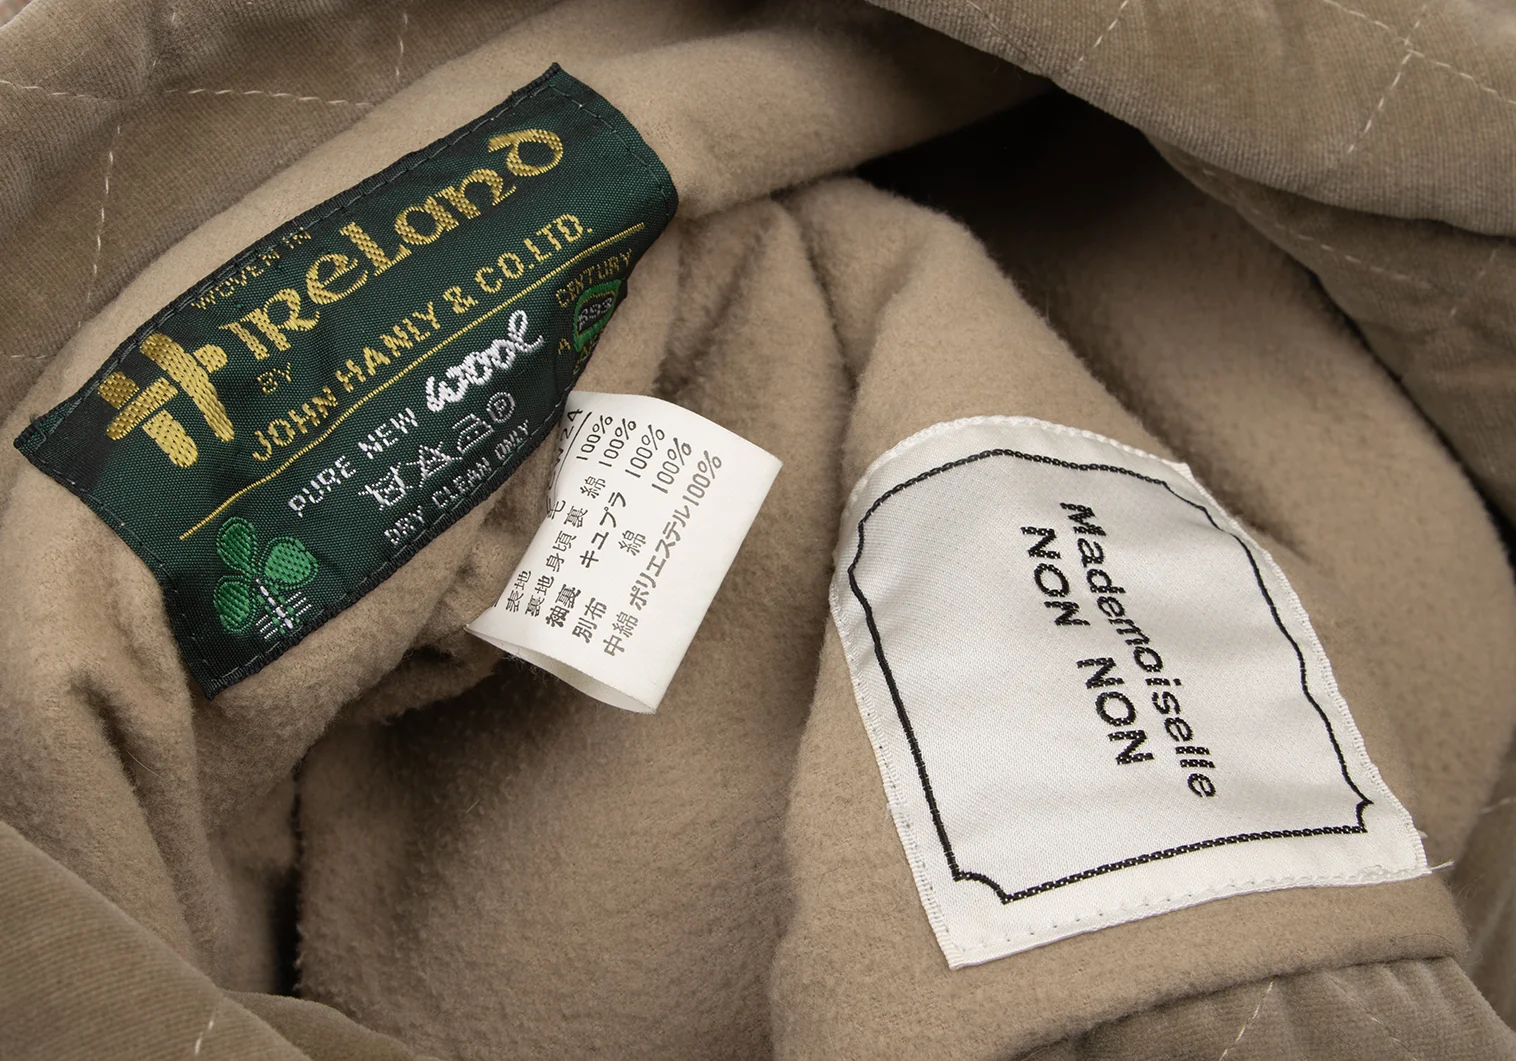 WOVEN IN
IReLand
BY
JOHN HANLY & CO.LTD.
PURE NEW wool
CENTURY
A
893
DRY CLEAN ONLY
P
毛 100%
表地
裏地 身頃裏 綿 100%
袖裏 キュプラ 100%
別布 綿 100%
中綿 ポリエステル100%
Mademoiselle
NON NON